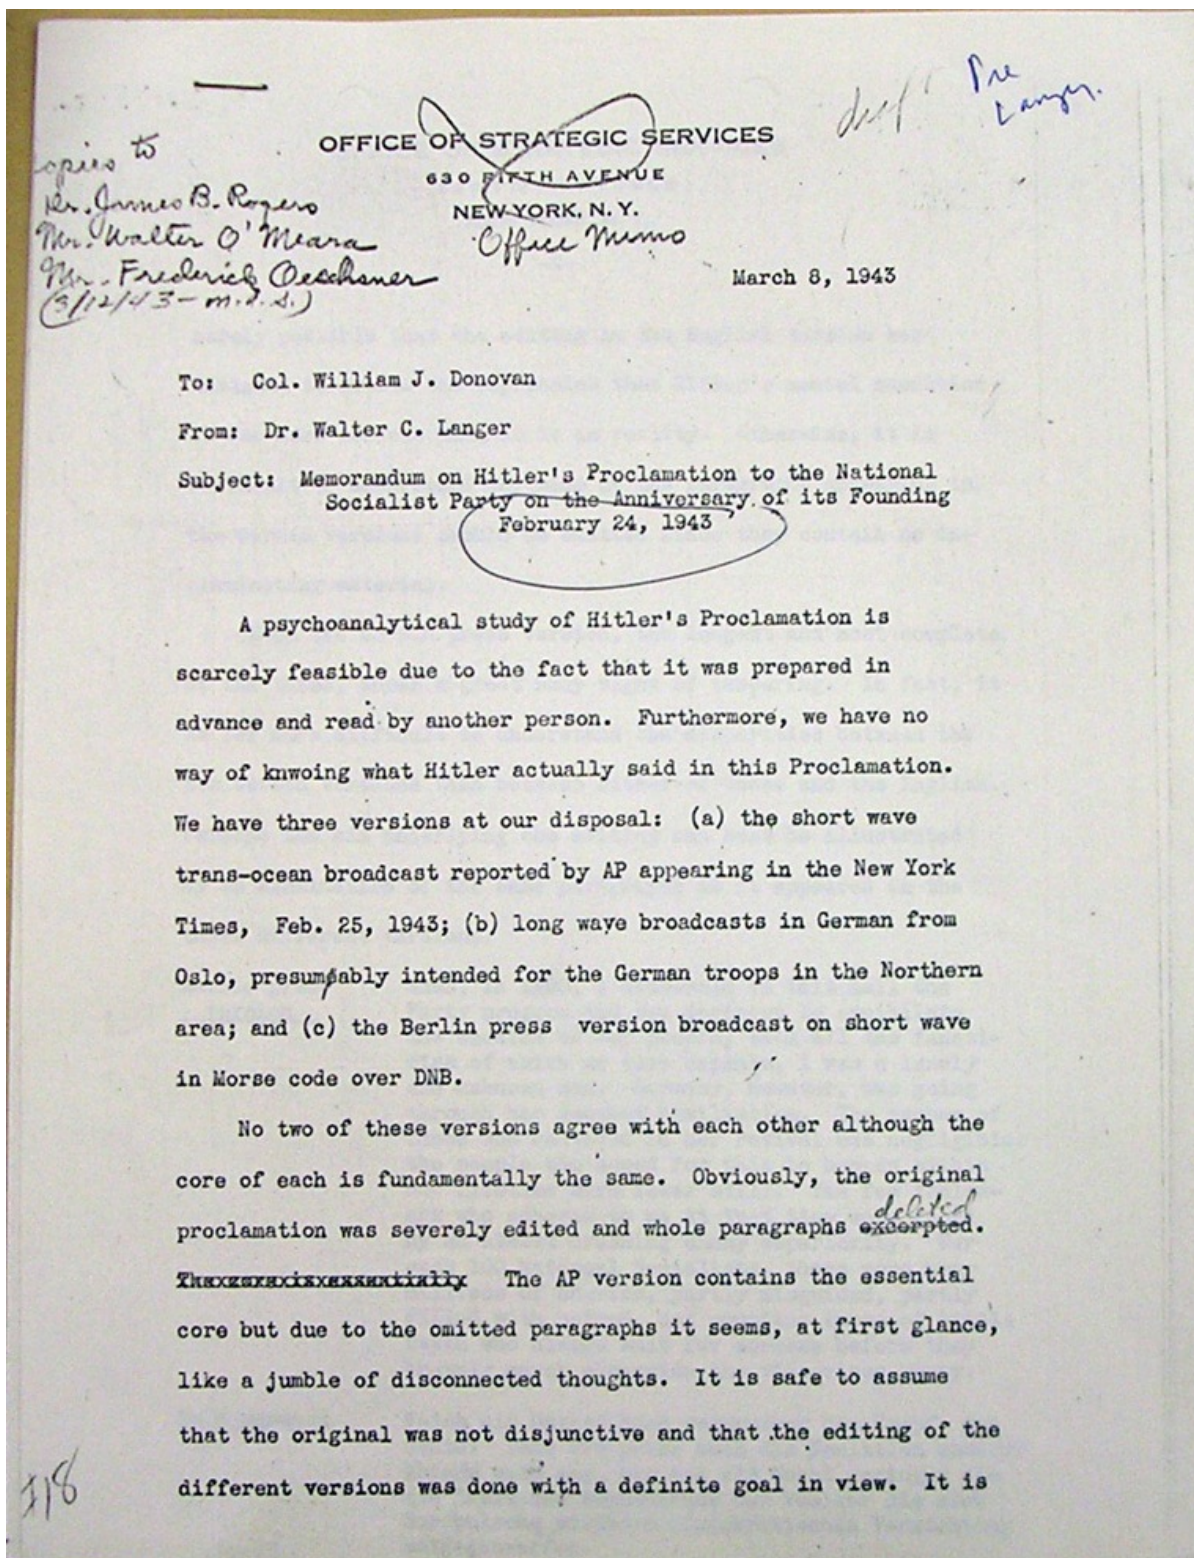 Pre
Langer.
draft
OFFICE OF STRATEGIC SERVICES
630 FIFTH AVENUE
NEW YORK, N. Y.
Office Memo
opies to
Dr. James B. Rogers
Mr. Walter O'Meara
Mr. Frederick Oeschsner
(3/12/43 - m.d.s.)
March 8, 1943
To: Col. William J. Donovan
From: Dr. Walter C. Langer
Subject: Memorandum on Hitler's Proclamation to the National
Socialist Party on the Anniversary of its Founding
February 24, 1943
A psychoanalytical study of Hitler's Proclamation is
scarcely feasible due to the fact that it was prepared in
advance and read by another person. Furthermore, we have no
way of knwoing what Hitler actually said in this Proclamation.
We have three versions at our disposal: (a) the short wave
trans-ocean broadcast reported by AP appearing in the New York
Times, Feb. 25, 1943; (b) long wave broadcasts in German from
Oslo, presumpably intended for the German troops in the Northern
area; and (c) the Berlin press version broadcast on short wave
in Morse code over DNB.
No two of these versions agree with each other although the
core of each is fundamentally the same. Obviously, the original
deleted
proclamation was severely edited and whole paragraphs excerpted.
The AP version contains the essential
core but due to the omitted paragraphs it seems, at first glance,
like a jumble of disconnected thoughts. It is safe to assume
that the original was not disjunctive and that the editing of the
different versions was done with a definite goal in view. It is
#18